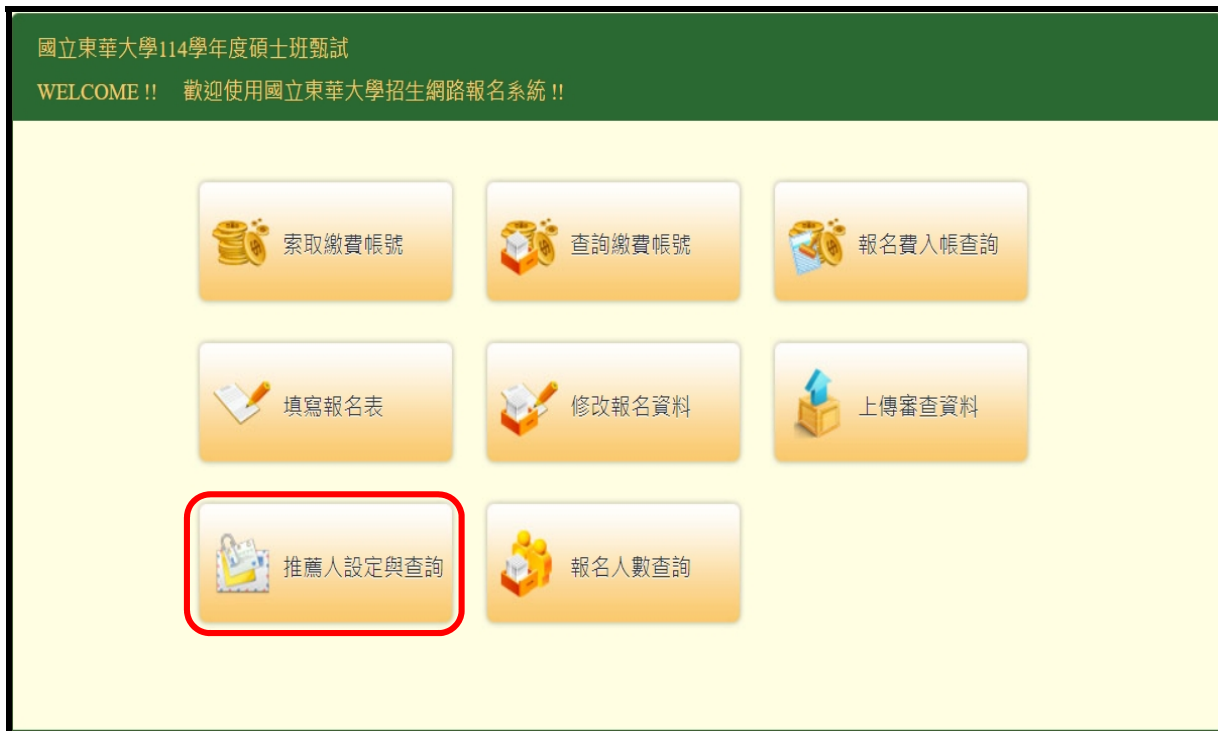 國立東華大學114學年度碩士班甄試
WELCOME !! 歡迎使用國立東華大學招生網路報名系統 !!
索取繳費帳號
查詢繳費帳號
報名費入帳查詢
填寫報名表
修改報名資料
上傳審查資料
推薦人設定與查詢
報名人數查詢